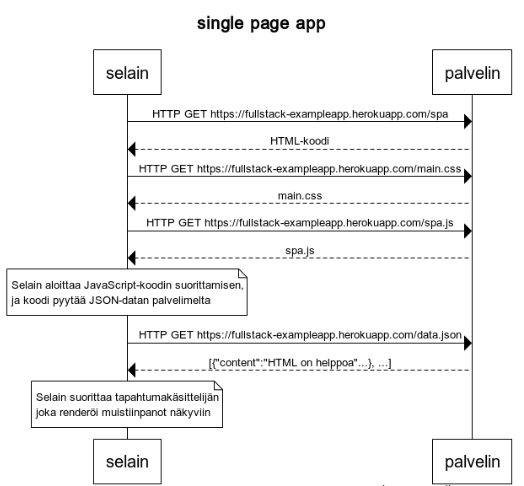 single page app
selain
palvelin
HTTP GET https://fullstack-exampleapp.herokuapp.com/spa
HTML-koodi
HTTP GET https://fullstack-exampleapp.herokuapp.com/main.css
main.css
HTTP GET https://fullstack-exampleapp.herokuapp.com/spa.js
spa.js
Selain aloittaa JavaScript-koodin suorittamisen,
ja koodi pyytää JSON-datan palvelimelta
HTTP GET https://fullstack-exampleapp.herokuapp.com/data.json
[{"content":"HTML on helppoa"...}, ...]
Selain suorittaa tapahtumakäsittelijän
joka renderöi muistiinpanot näkyviin
selain
palvelin